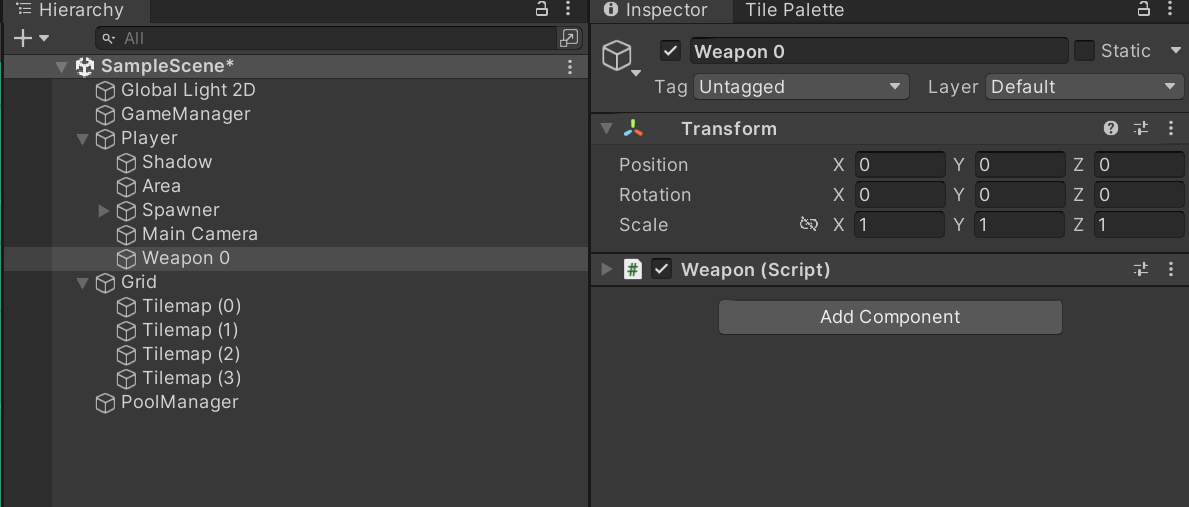 Hierarchy
All
SampleScene*
Global Light 2D
GameManager
Player
Shadow
Area
Spawner
Main Camera
Weapon 0
Grid
Tilemap (0)
Tilemap (1)
Tilemap (2)
Tilemap (3)
PoolManager
Inspector Tile Palette
Weapon 0 Static
Tag Untagged Layer Default
Transform
Position X 0 Y 0 Z 0
Rotation X 0 Y 0 Z 0
Scale X 1 Y 1 Z 1
# Weapon (Script)
Add Component